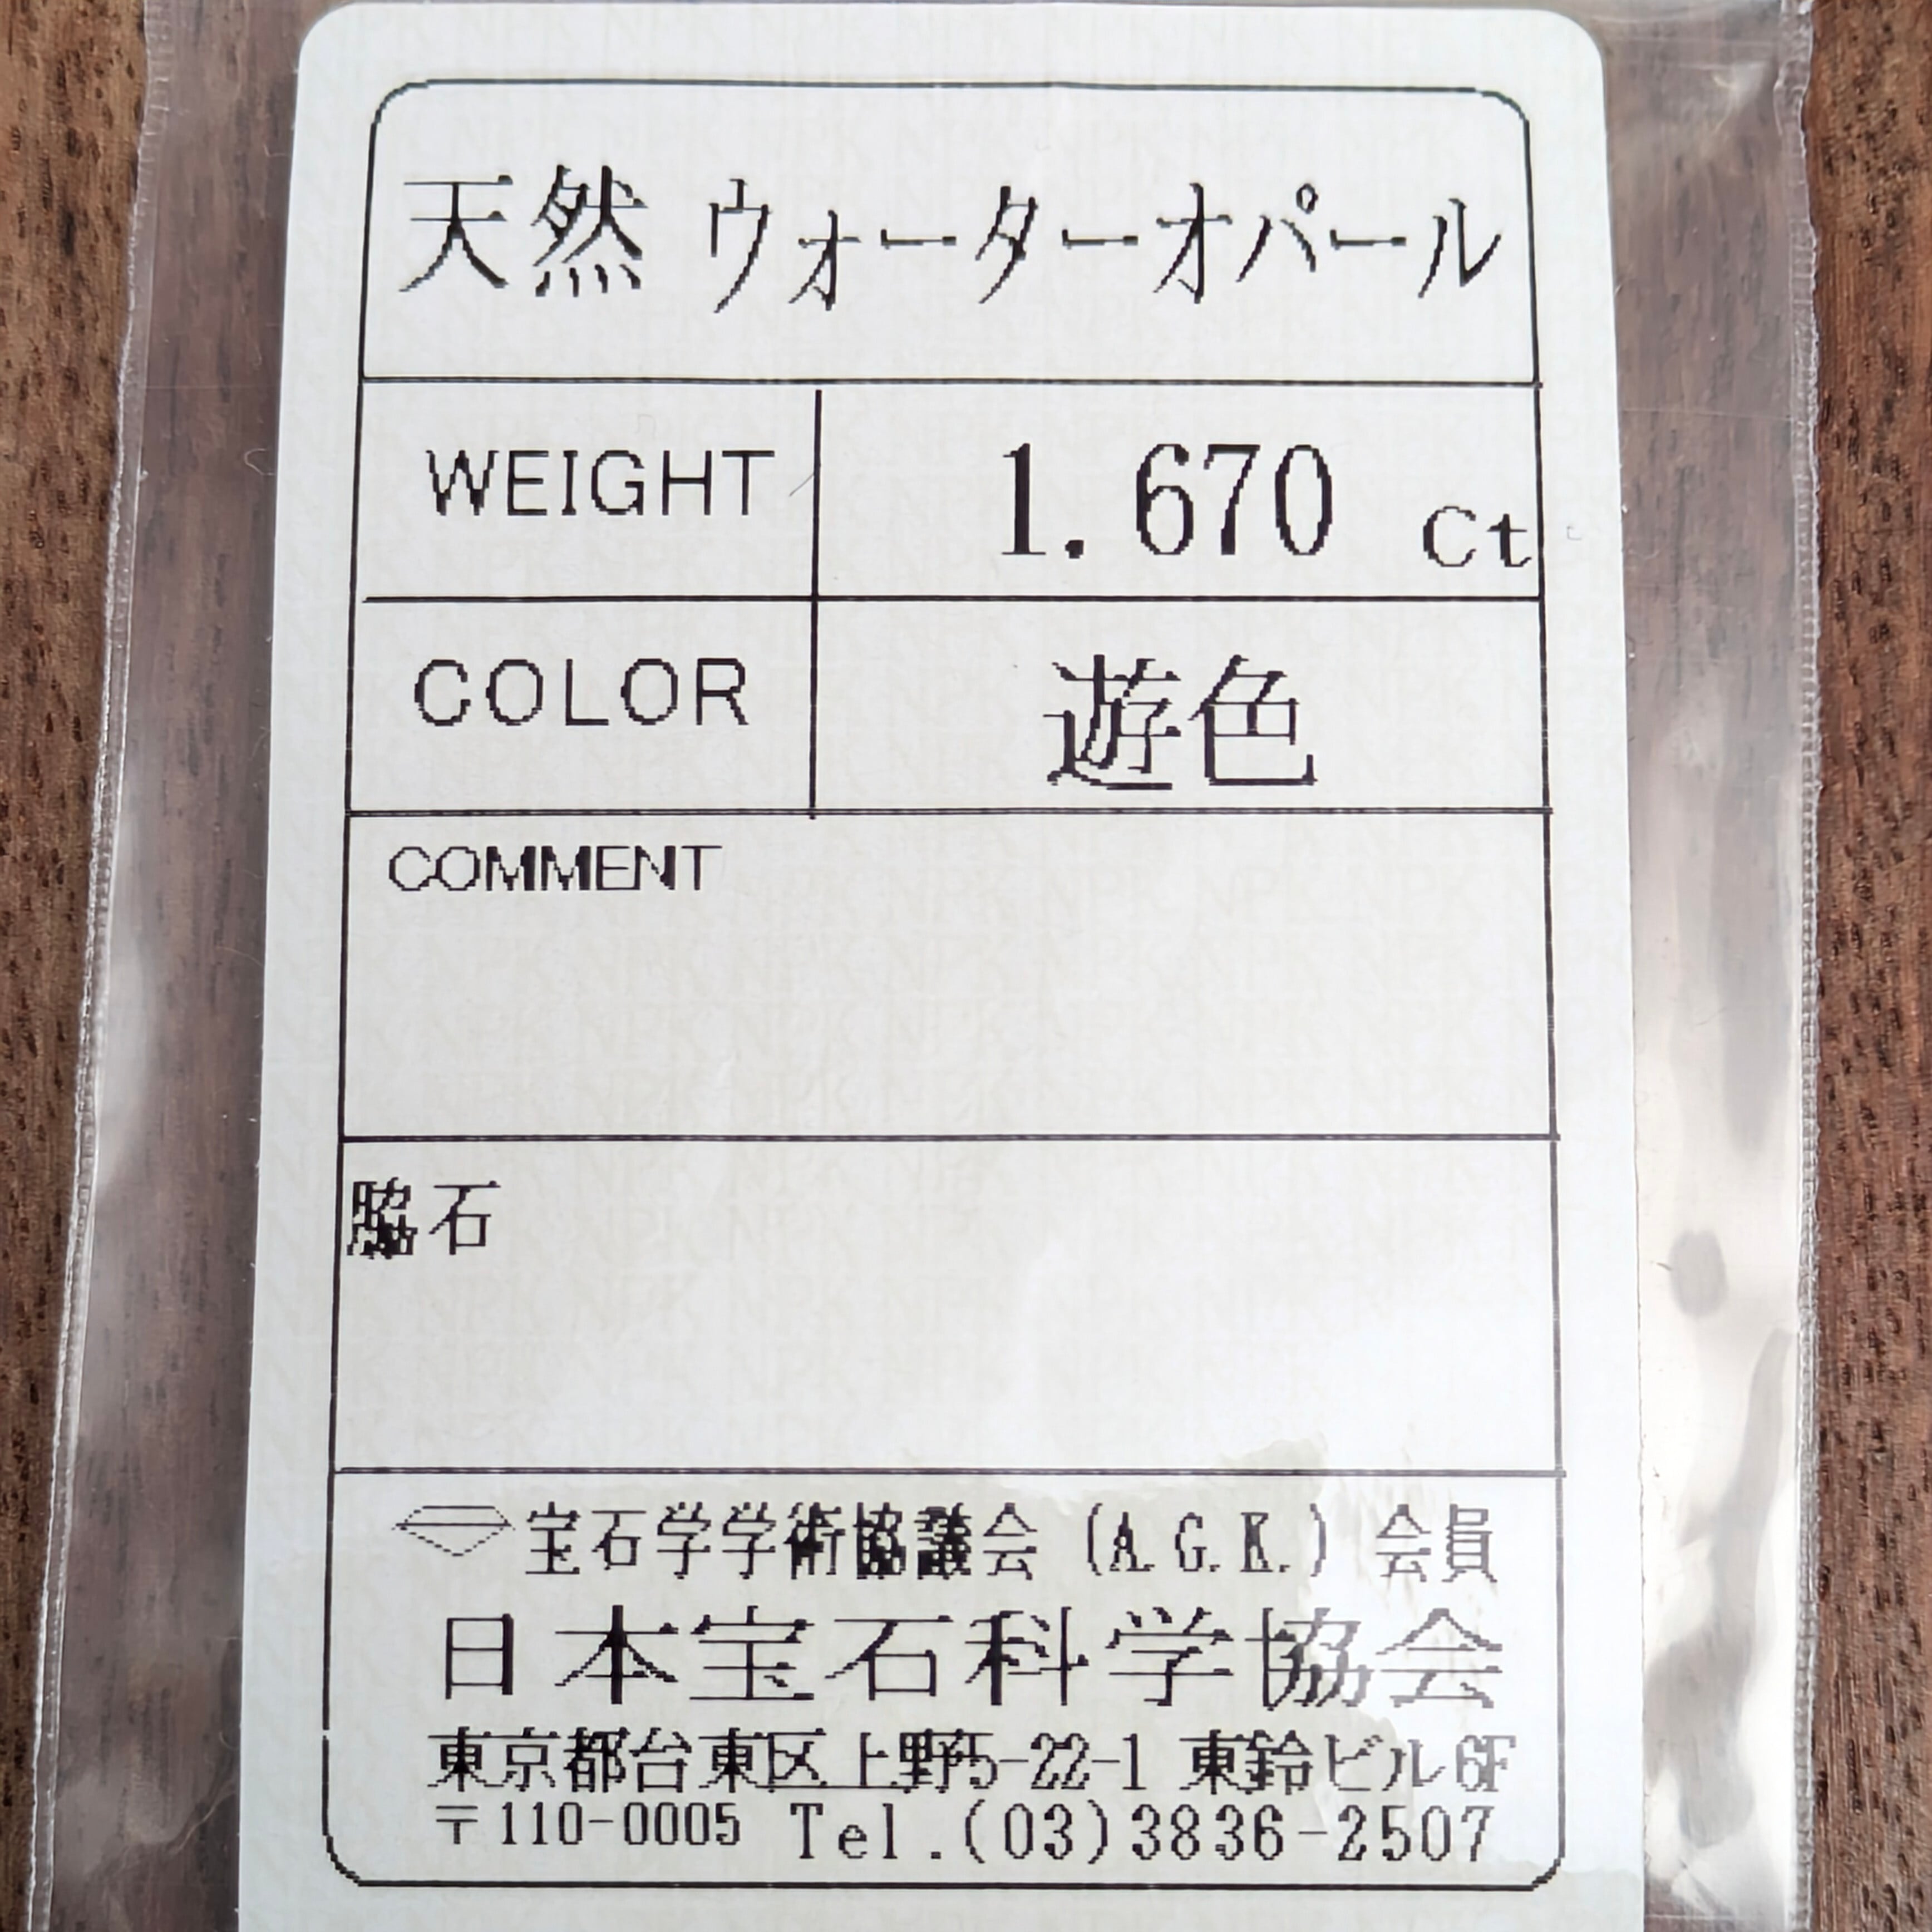 天然 ウォーターオパール
WEIGHT 1.670 Ct
COLOR 遊色
COMMENT
脇石
宝石学学術協議会 (A.G.K.) 会員
日本宝石科学協会
東京都台東区上野5-22-1 東鈴ビル6F
〒110-0005 Tel.(03)3836-2507